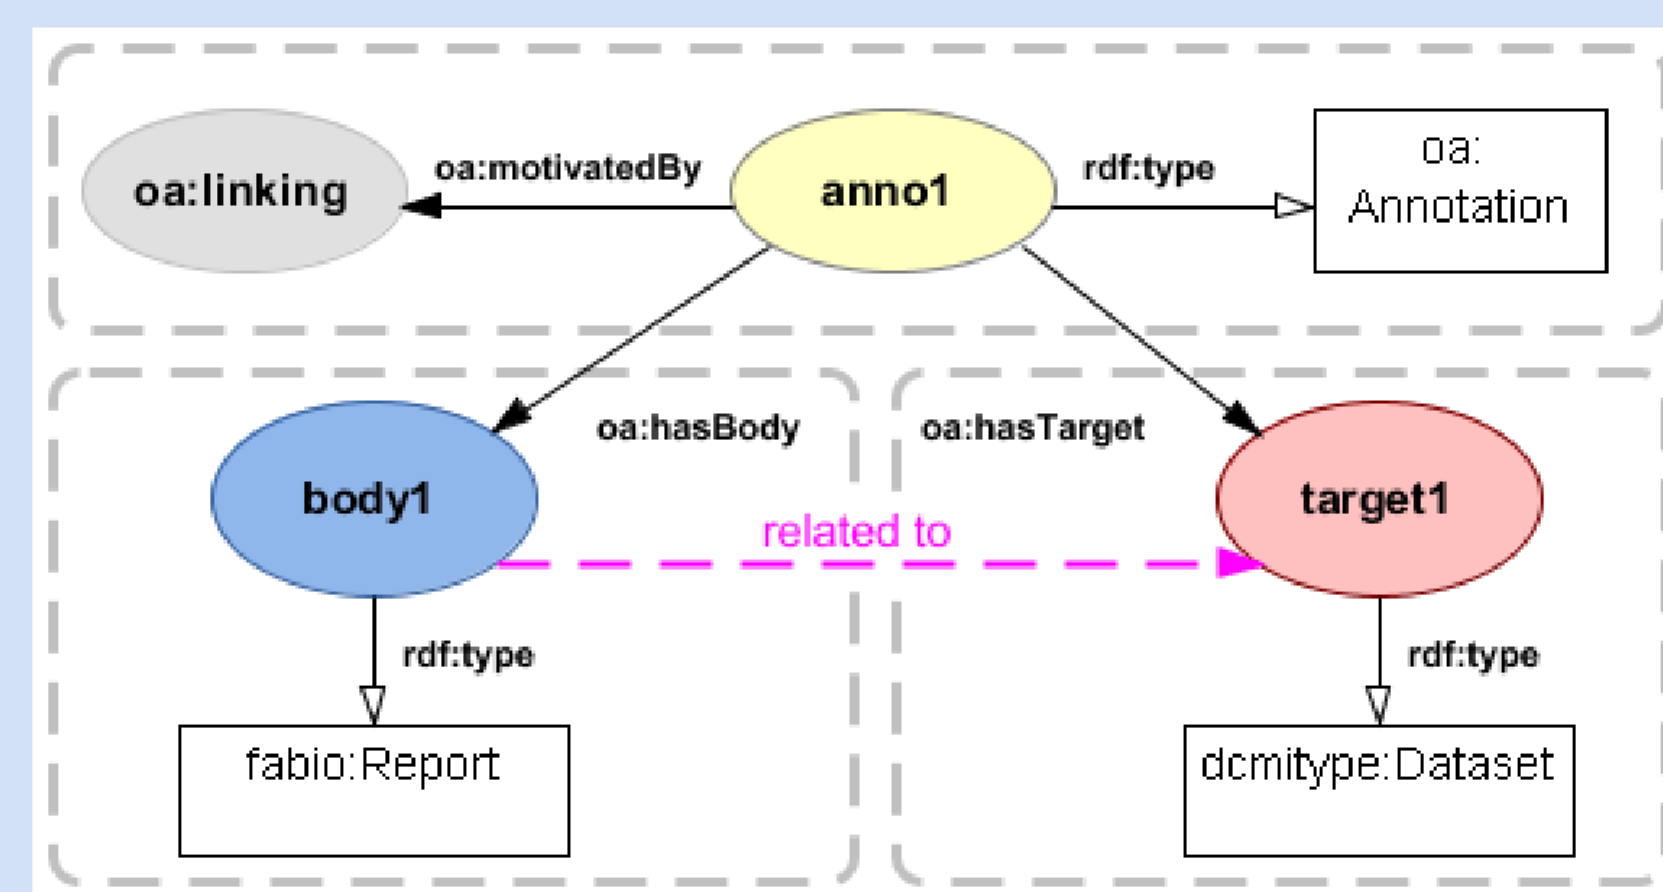 oa:linking
oa:motivatedBy
anno1
rdf:type
oa:
Annotation
oa:hasBody
oa:hasTarget
body1
related to
target1
rdf:type
rdf:type
fabio:Report
dcmitype:Dataset